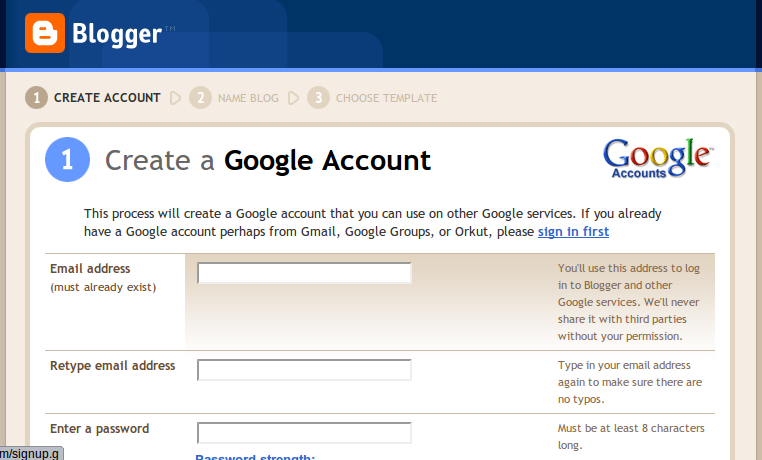 Blogger™
1 CREATE ACCOUNT 2 NAME BLOG 3 CHOOSE TEMPLATE
1 Create a Google Account
Google™
Accounts
This process will create a Google account that you can use on other Google services. If you already
have a Google account perhaps from Gmail, Google Groups, or Orkut, please sign in first
Email address
(must already exist)
You'll use this address to log
in to Blogger and other
Google services. We'll never
share it with third parties
without your permission.
Retype email address
Type in your email address
again to make sure there are
no typos.
Enter a password
Must be at least 8 characters
long.
Password strength:
m/signup.g